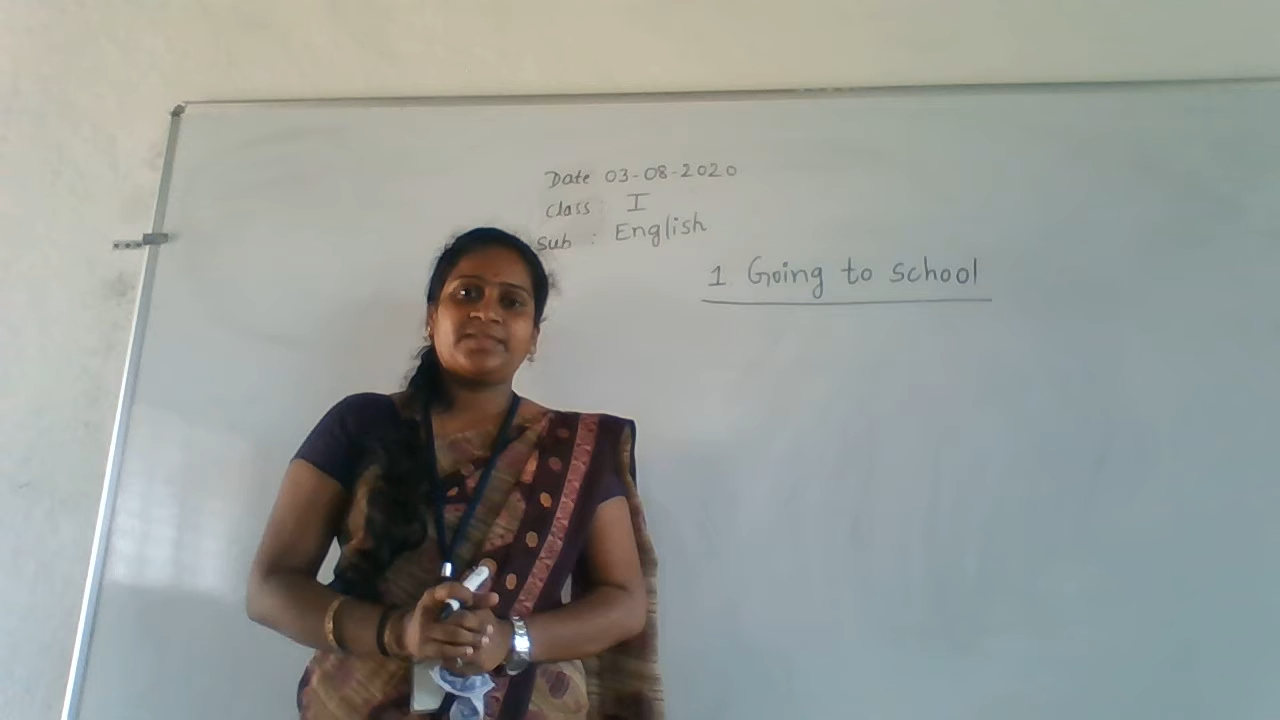 Date 03-08-2020
Class : I
Sub : English
1 Going to school